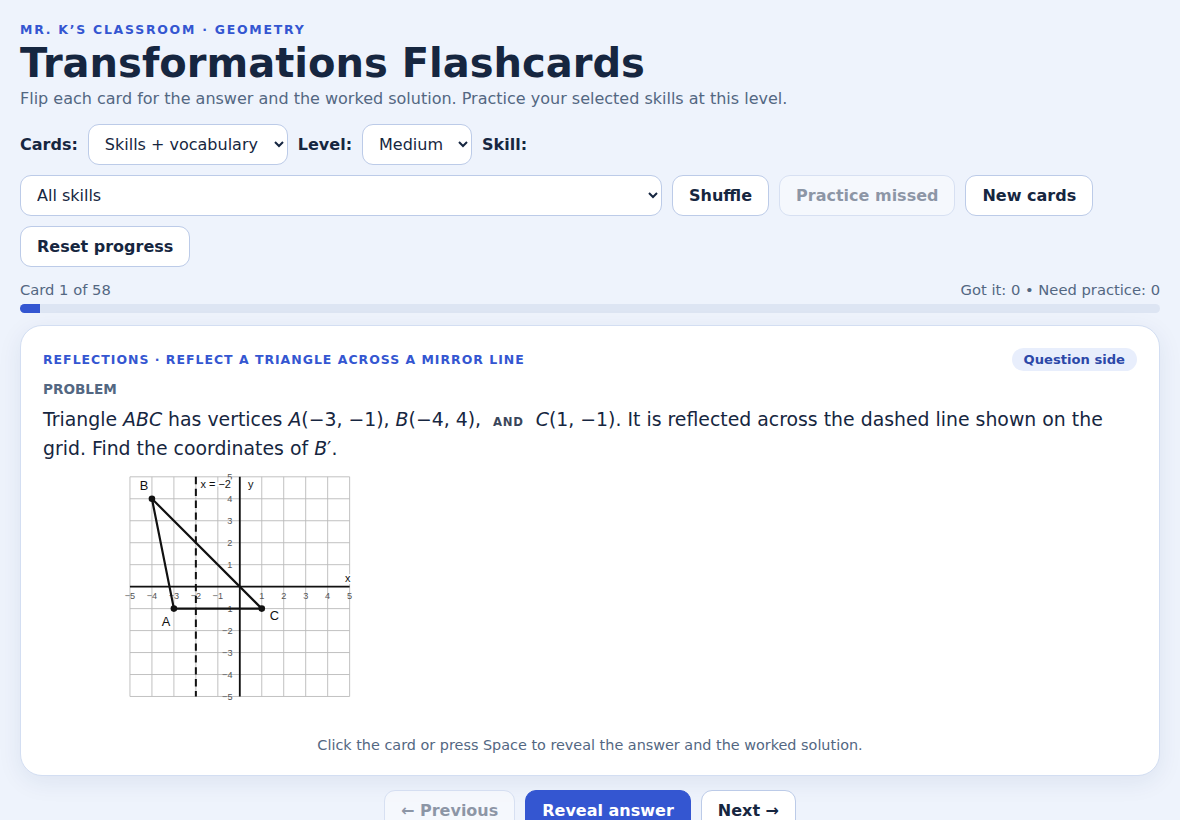 MR. K’S CLASSROOM · GEOMETRY
Transformations Flashcards
Flip each card for the answer and the worked solution. Practice your selected skills at this level.
Cards: Skills + vocabulary Level: Medium Skill:
All skills Shuffle Practice missed New cards
Reset progress
Card 1 of 58 Got it: 0 • Need practice: 0
REFLECTIONS · REFLECT A TRIANGLE ACROSS A MIRROR LINE Question side
PROBLEM
Triangle ABC has vertices A(−3, −1), B(−4, 4), AND C(1, −1). It is reflected across the dashed line shown on the
grid. Find the coordinates of B′.
5
B x = −2 y
4
3
2
1
x
−5 −4 −3 −2 −1 1 2 3 4 5
−1
A C
−2
−3
−4
−5
Click the card or press Space to reveal the answer and the worked solution.
← Previous Reveal answer Next →